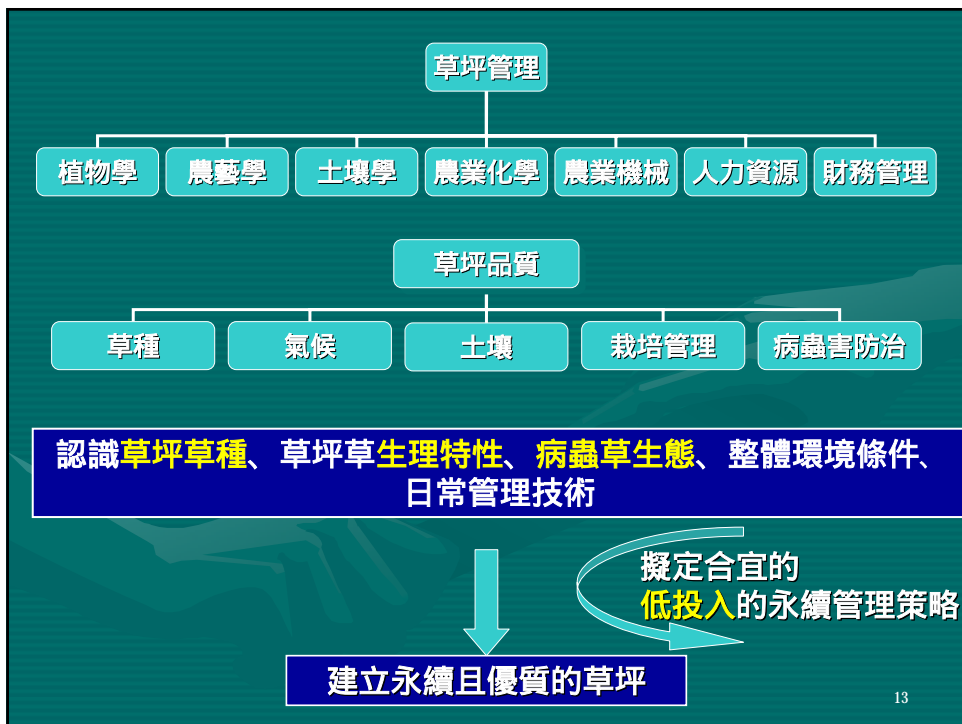 草坪管理
植物學 農藝學 土壤學 農業化學 農業機械 人力資源 財務管理
草坪品質
草種 氣候 土壤 栽培管理 病蟲害防治
認識草坪草種、草坪草生理特性、病蟲草生態、整體環境條件、
日常管理技術
擬定合宜的
低投入的永續管理策略
建立永續且優質的草坪
13